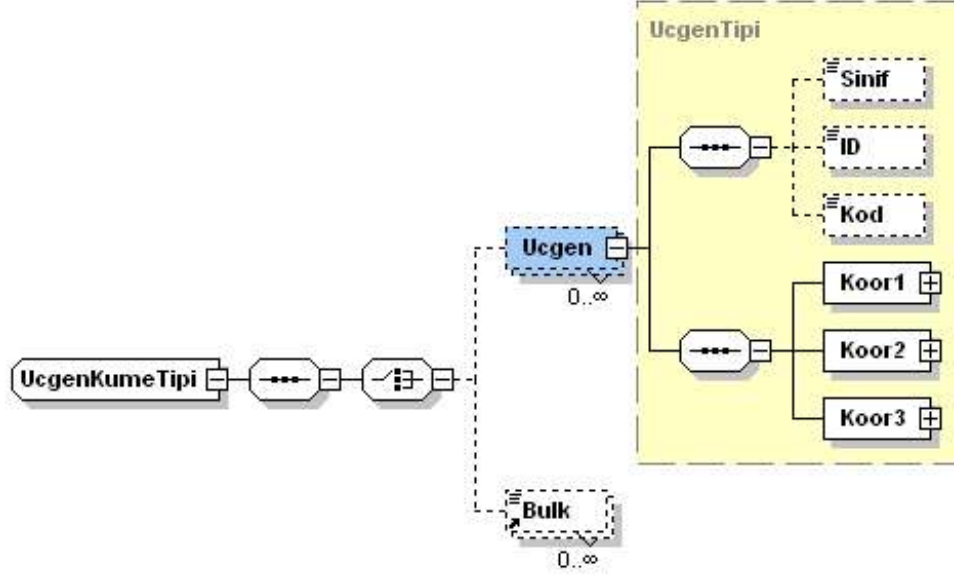 UcgenTipi
Sinif
ID
Kod
Ucgen
0..∞
Koor1
Koor2
Koor3
UcgenKumeTipi
Bulk
0..∞